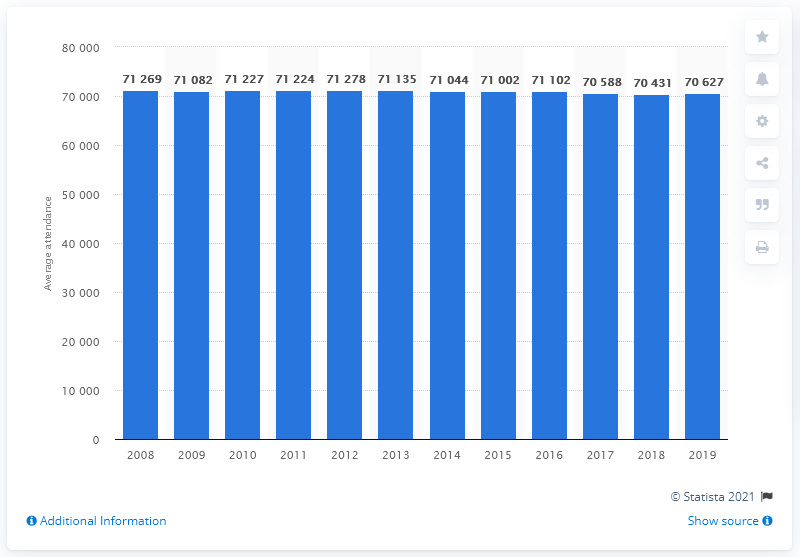 80 000
70 000
60 000
50 000
40 000
30 000
20 000
10 000
0
Average attendance
71 269 71 082 71 227 71 224 71 278 71 135 71 044 71 002 71 102 70 588 70 431 70 627
2008 2009 2010 2011 2012 2013 2014 2015 2016 2017 2018 2019
© Statista 2021
Additional Information
Show source